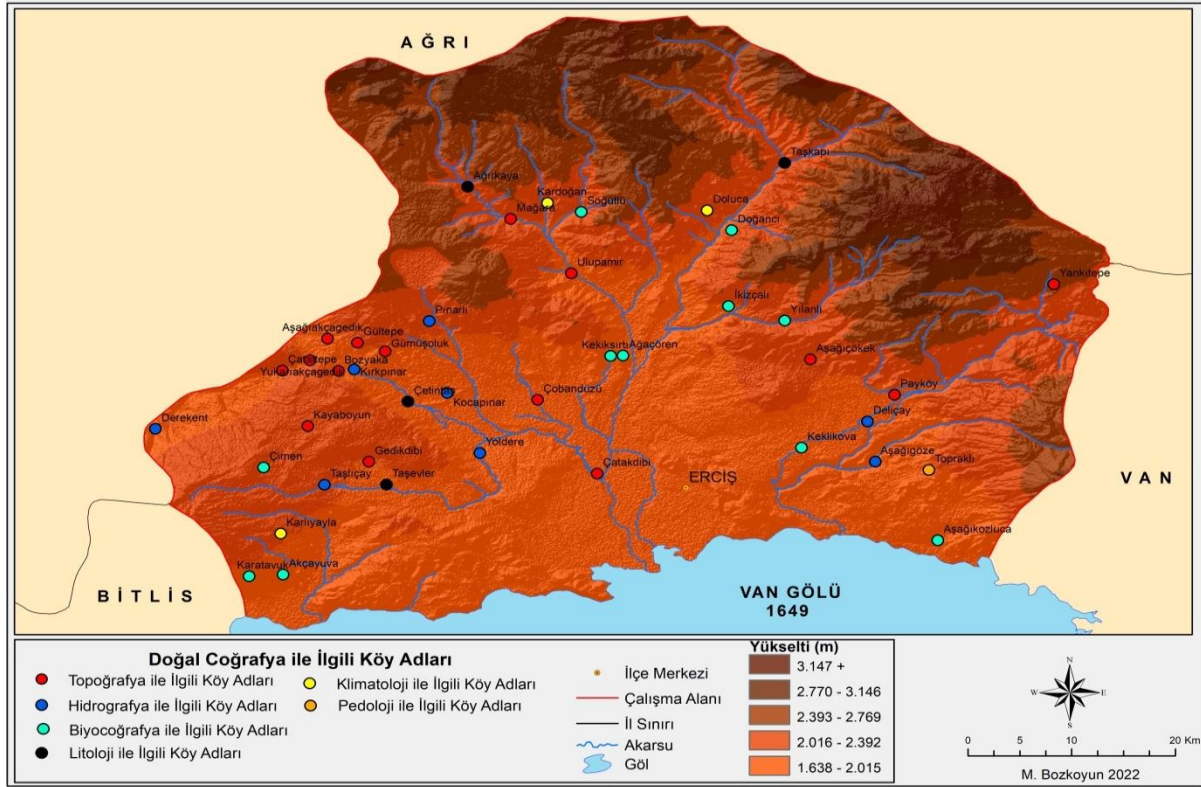 AĞRI
Taşkapı
Ağrıkaya
Kardoğan
Söğütlü
Doluca
Mağara
Doğancı
Ulupamir
Yankıtepe
İkizçalı
Yılanlı
Pınarlı
Aşağıakçagedik
Gültepe
Gümüşoluk
Kekiksırtı
Ağaçören
Aşağıçökek
Çataltepe
Bozyaka
Yukarıakçagedik
Kırkpınar
Çetintaş
Kocapınar
Çobandüzü
Payköy
Deliçay
Derekent
Kayaboyun
Keklikova
Yoldere
Çimen
Gedikdibi
Aşağıgöze
Topraklı
Taşlıçay
Taşevler
Çatakdibi
ERCİŞ
VAN
Karlıyayla
Aşağıkozluca
Karatavuk
Akçayuva
BİTLİS
VAN GÖLÜ
1649
Doğal Coğrafya ile İlgili Köy Adları
Topoğrafya ile İlgili Köy Adları
Hidrografya ile İlgili Köy Adları
Biyocoğrafya ile İlgili Köy Adları
Litoloji ile İlgili Köy Adları
Klimatoloji ile İlgili Köy Adları
Pedoloji ile İlgili Köy Adları
İlçe Merkezi
Çalışma Alanı
İl Sınırı
Akarsu
Göl
Yükselti (m)
3.147 +
2.770 - 3.146
2.393 - 2.769
2.016 - 2.392
1.638 - 2.015
N
W
E
S
0 5 10 20 Km
M. Bozkoyun 2022